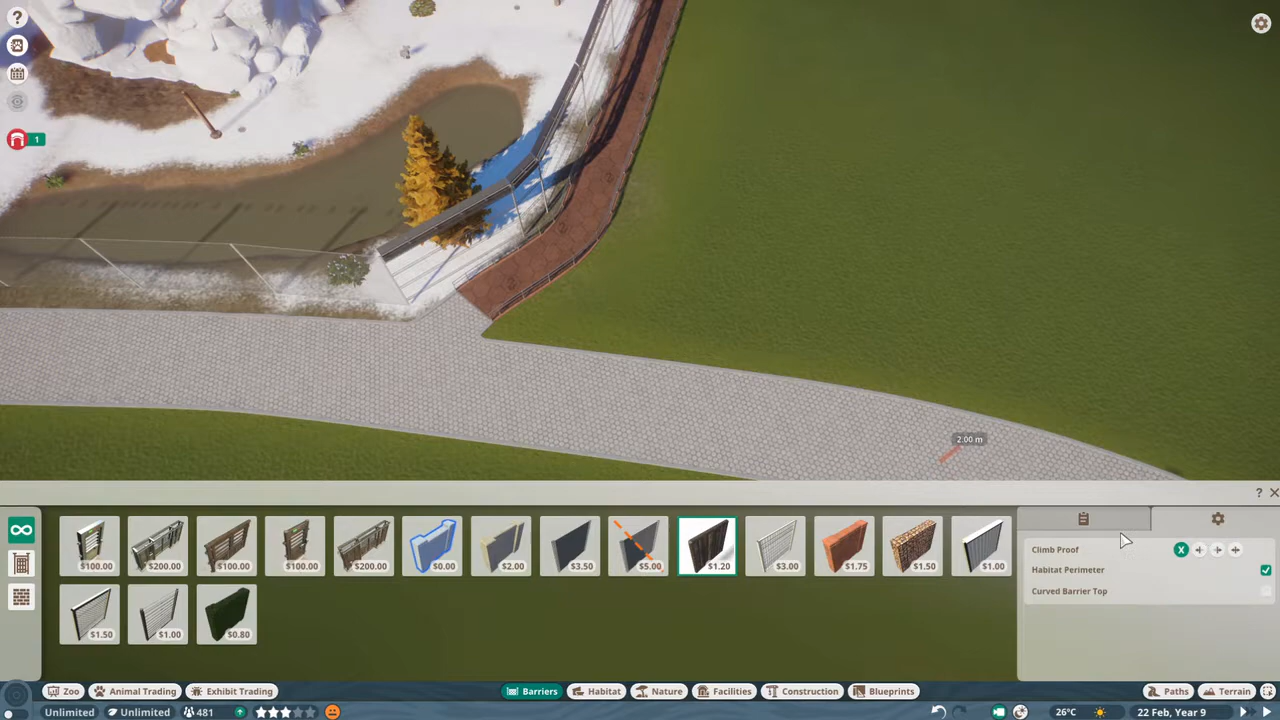 ?
1
2.00 m
?
$100.00 $200.00 $100.00 $100.00 $200.00 $0.00 $2.00 $3.50 $5.00 $1.20 $3.00 $1.75 $1.50 $1.00
$1.50 $1.00 $0.80
Climb Proof
Habitat Perimeter
Curved Barrier Top
Zoo Animal Trading Exhibit Trading Barriers Habitat Nature Facilities Construction Blueprints Paths Terrain
Unlimited Unlimited 481 26°C 22 Feb, Year 9